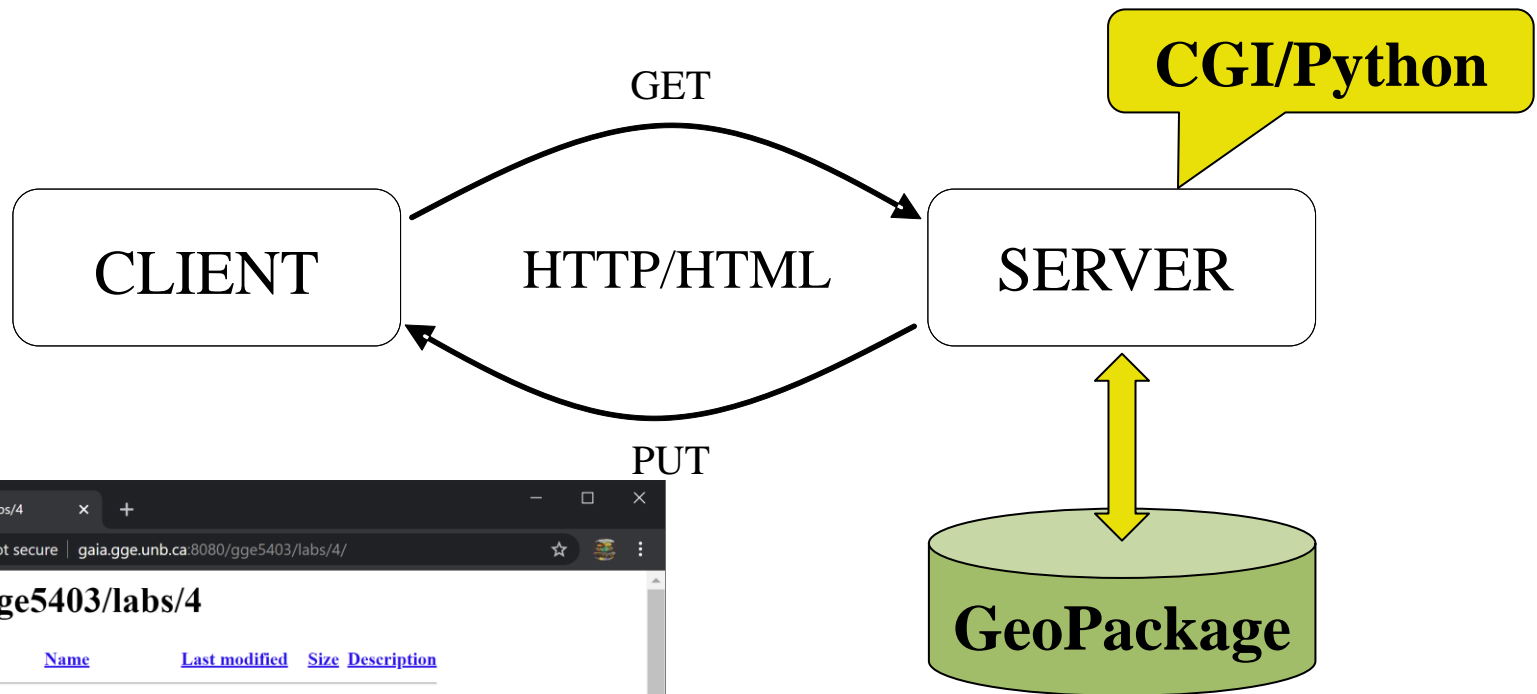 CGI/Python
GET
CLIENT
HTTP/HTML
SERVER
PUT
bs/4
ot secure gaia.gge.unb.ca:8080/gge5403/labs/4/
ge5403/labs/4
Name Last modified Size Description
GeoPackage